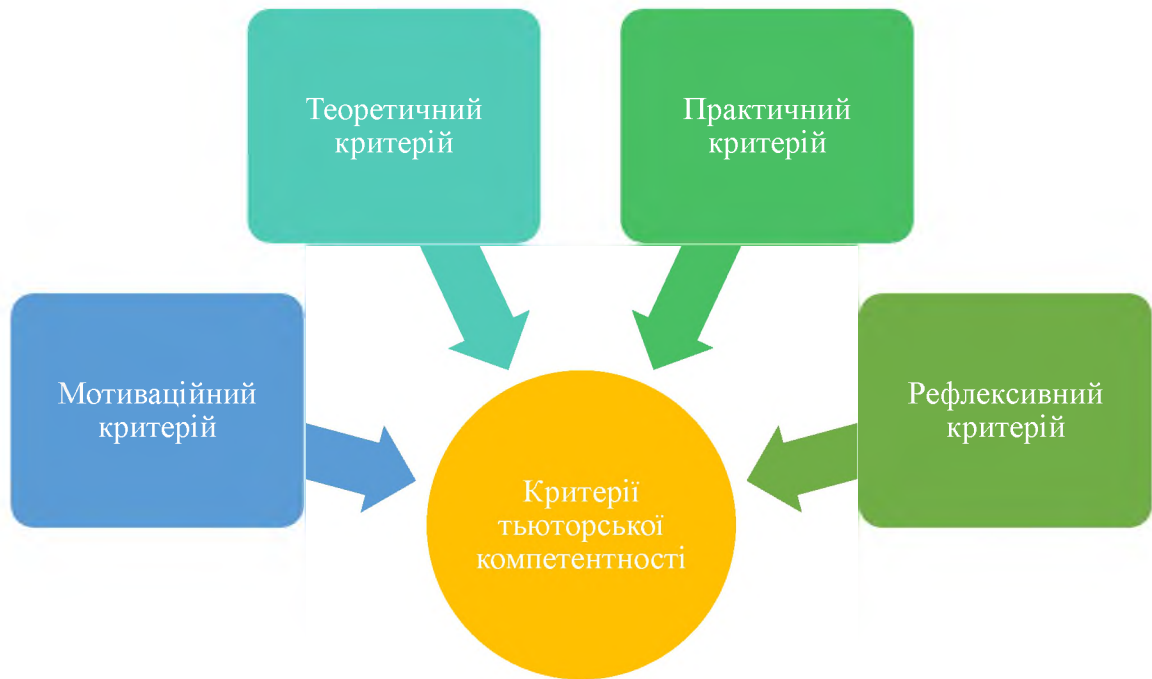 Теоретичний
критерій
Практичний
критерій
Мотиваційний
критерій
Рефлексивний
критерій
Критерії
тьюторської
компетентності